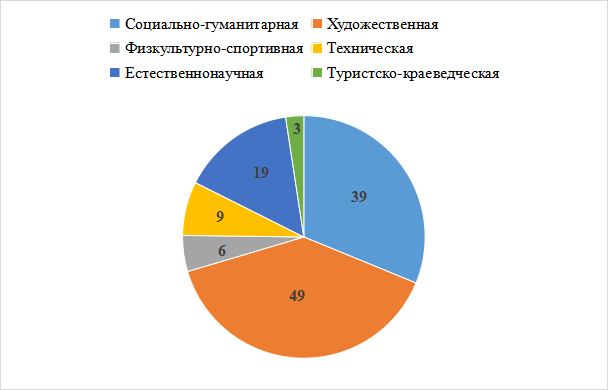 Социально-гуманитарная Художественная
Физкультурно-спортивная Техническая
Естественнонаучная Туристско-краеведческая
3
19
39
9
6
49